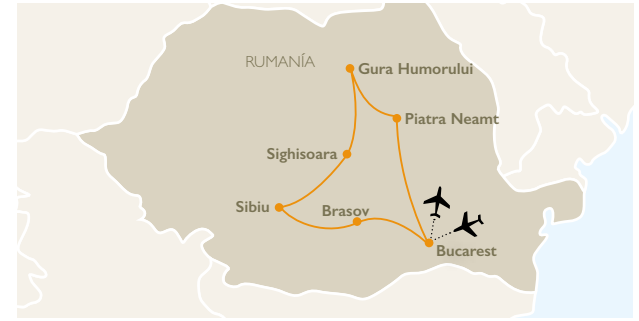 RUMANÍA
Gura Humorului
Piatra Neamt
Sighisoara
Sibiu
Brasov
Bucarest